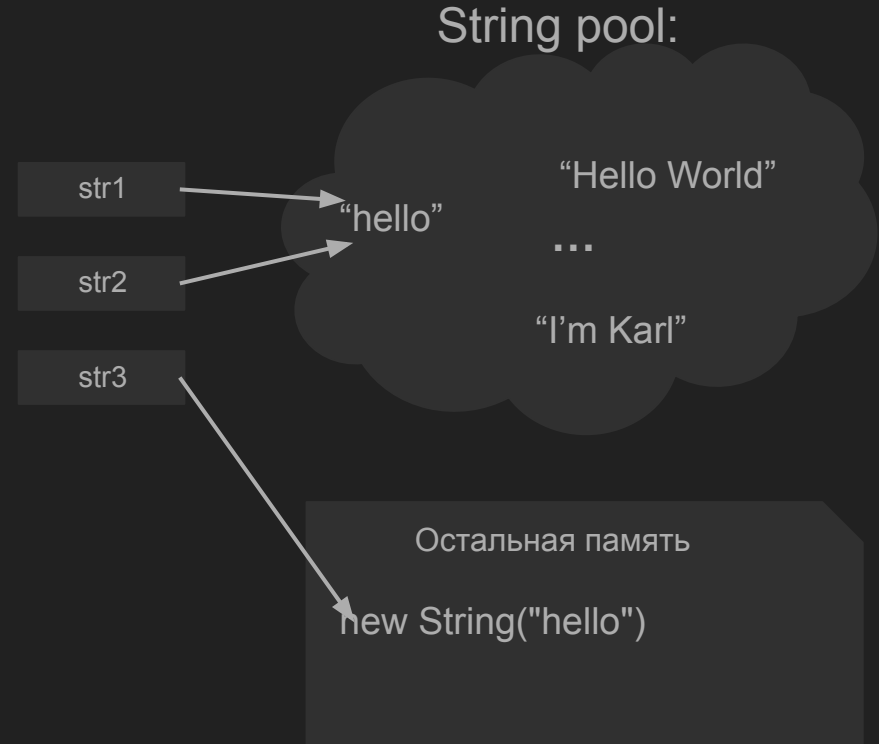 String pool:
“Hello World”
str1
“hello”
...
str2
“I’m Karl”
str3
Остальная память
new String("hello")